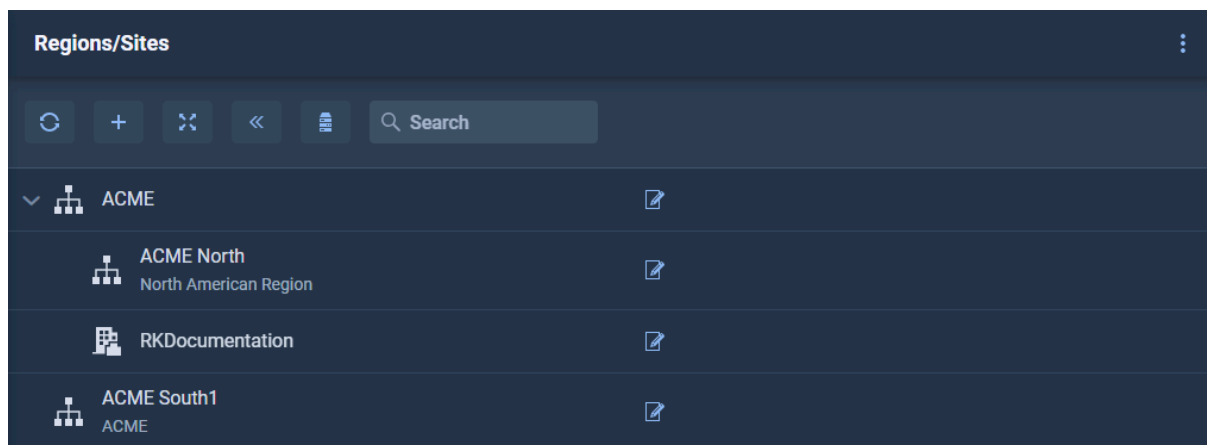 Regions/Sites
Search
ACME
ACME North
North American Region
RKDocumentation
ACME South1
ACME